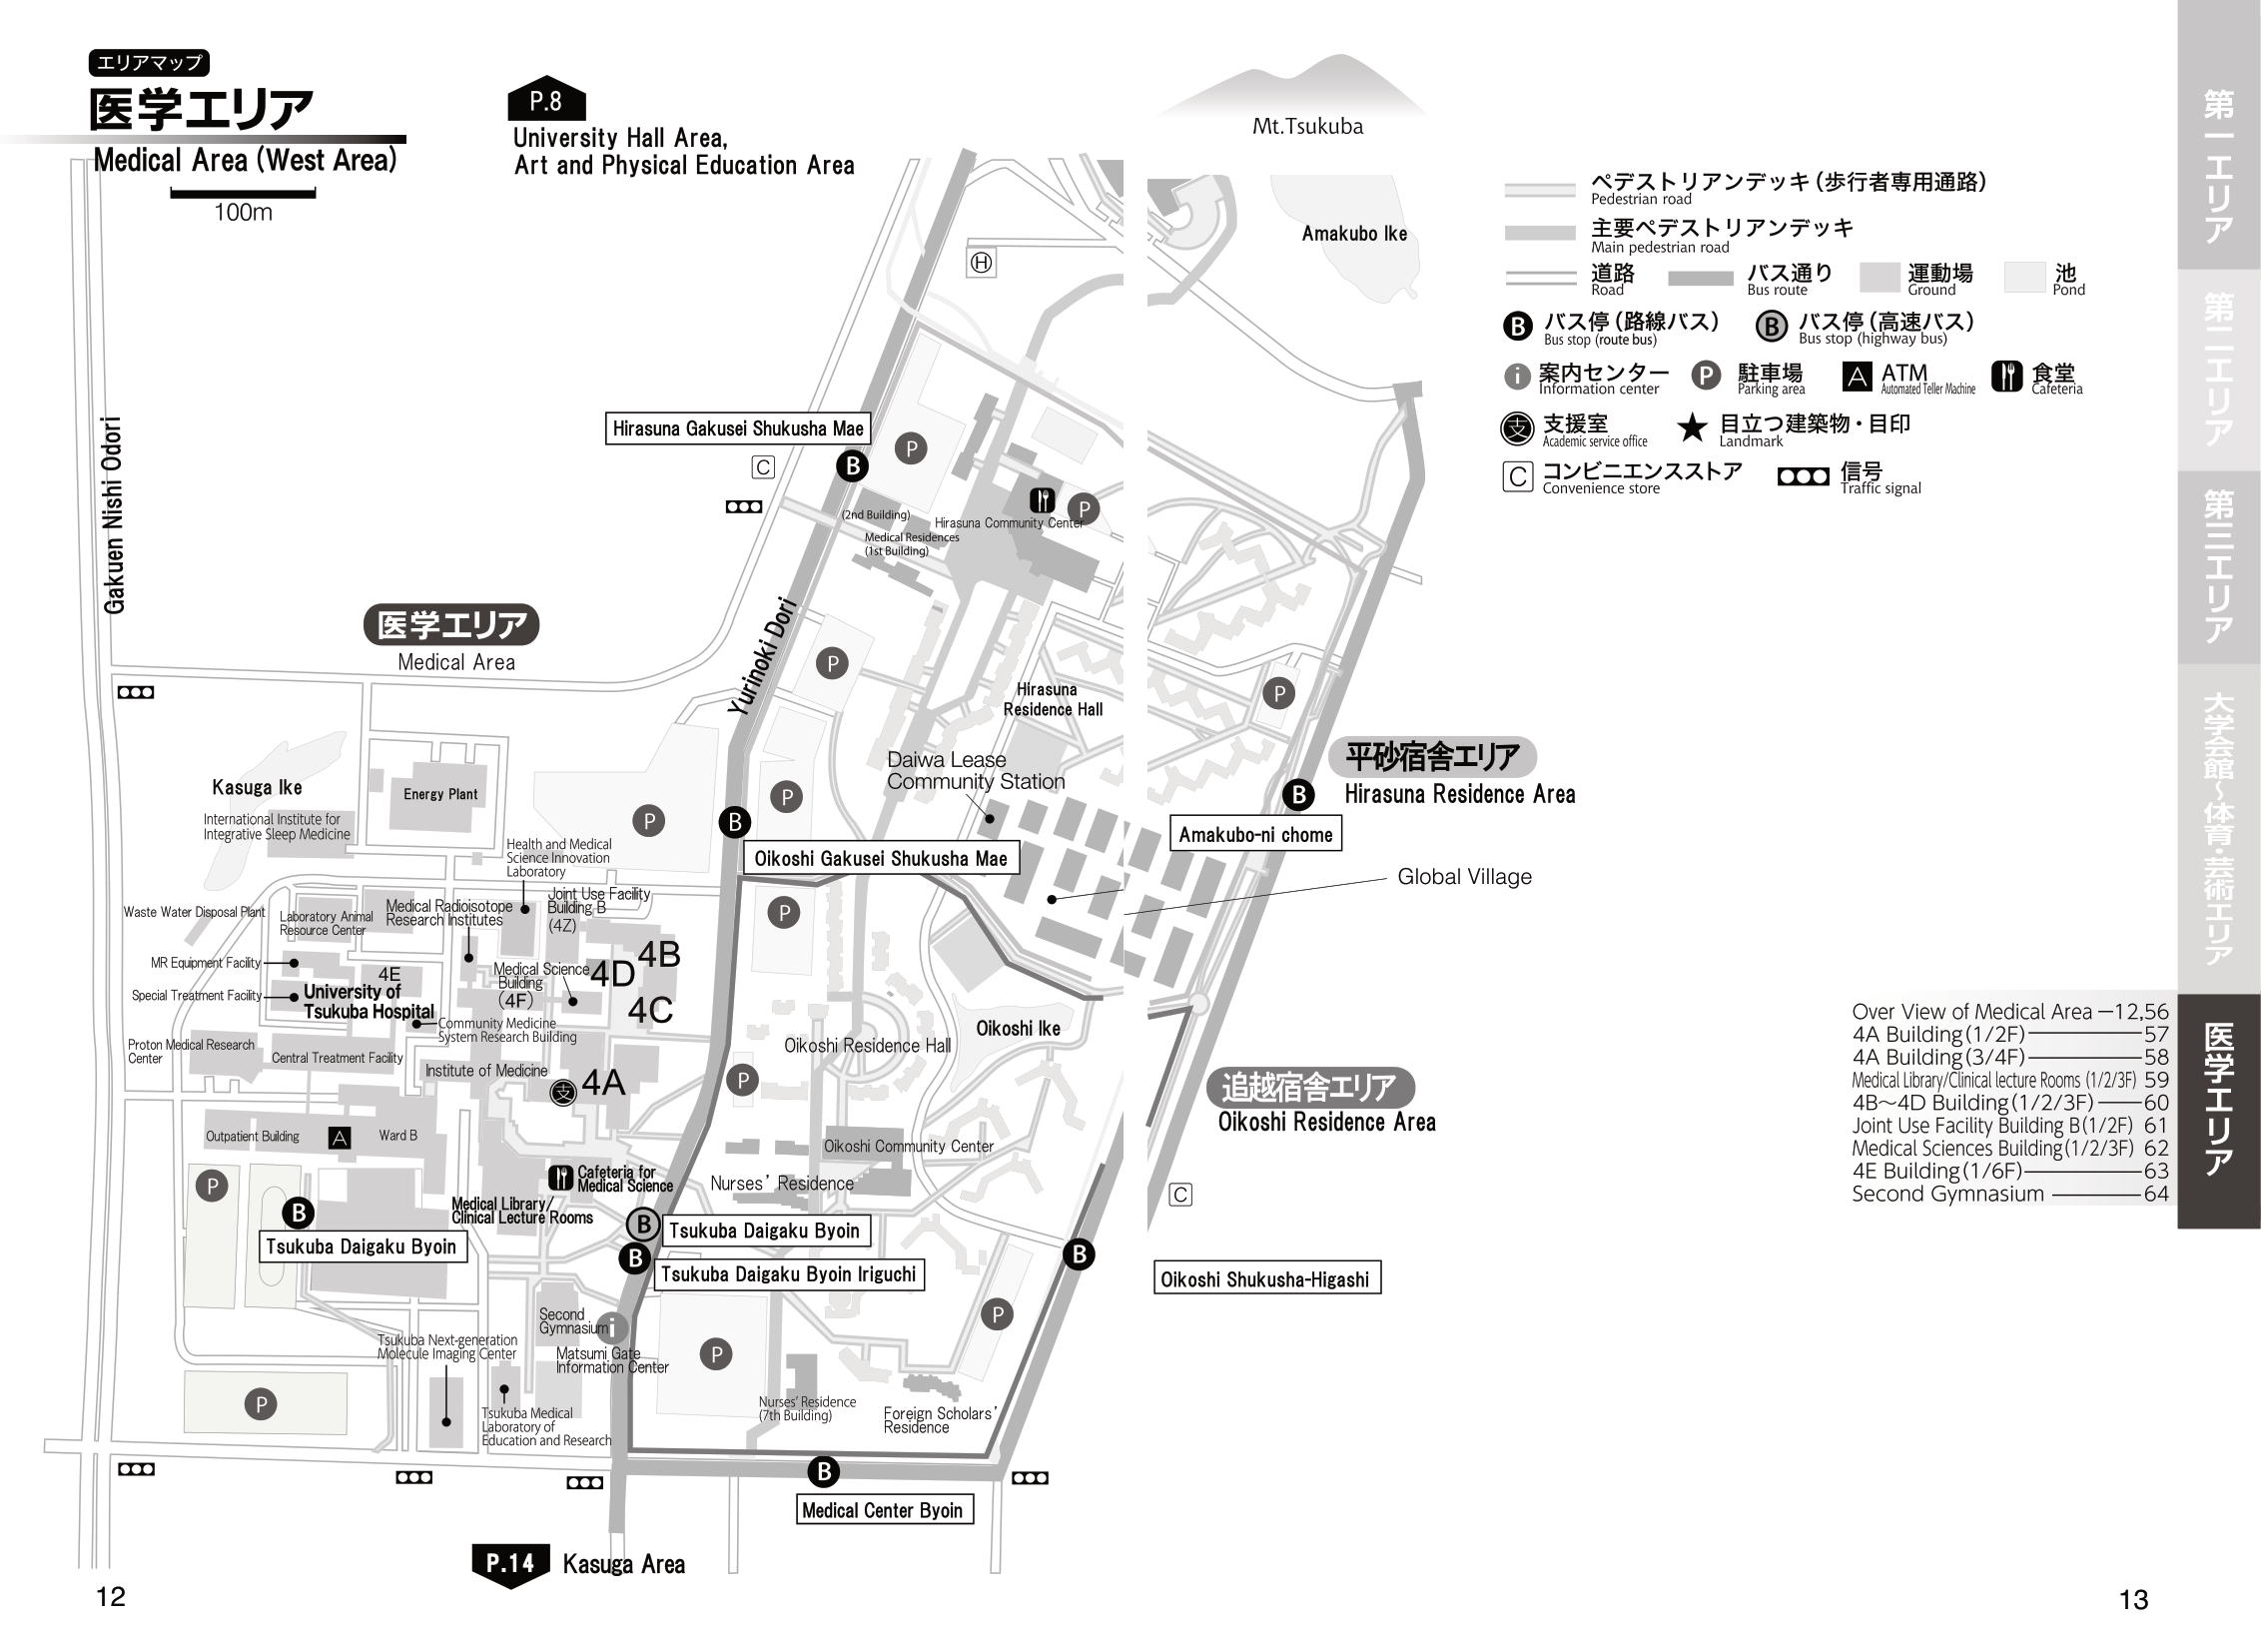 エリアマップ
医学エリア
Medical Area (West Area)
100m
P.8
University Hall Area,
Art and Physical Education Area
Mt.Tsukuba
Amakubo Ike
ペデストリアンデッキ(歩行者専用通路)
Pedestrian road
主要ペデストリアンデッキ
Main pedestrian road
道路
Road
バス通り
Bus route
運動場
Ground
池
Pond
B
バス停(路線バス)
Bus stop (route bus)
B
バス停(高速バス)
Bus stop (highway bus)
i
案内センター
Information center
P
駐車場
Parking area
A
ATM
Automated Teller Machine
食堂
Cafeteria
支
支援室
Academic service office
目立つ建築物・目印
Landmark
C
コンビニエンスストア
Convenience store
信号
Traffic signal
H
Gakuen Nishi Odori
Hirasuna Gakusei Shukusha Mae
C
B
P
(2nd Building)
Hirasuna Community Center
P
Medical Residences
(1st Building)
医学エリア
Medical Area
Yurinoki Dori
P
Hirasuna
Residence Hall
P
平砂宿舎エリア
Hirasuna Residence Area
B
Amakubo-ni chome
Daiwa Lease
Community Station
Global Village
Kasuga Ike
Energy Plant
International Institute for
Integrative Sleep Medicine
P
B
P
Oikoshi Gakusei Shukusha Mae
Health and Medical
Science Innovation
Laboratory
Joint Use Facility
Building B
(4Z)
Waste Water Disposal Plant
Laboratory Animal
Resource Center
Medical Radioisotope
Research Institutes
P
MR Equipment Facility
4E
Medical Science
Building
(4F)
4D
4B
4C
Special Treatment Facility
University of
Tsukuba Hospital
Community Medicine
System Research Building
Proton Medical Research
Center
Central Treatment Facility
Institute of Medicine
支
4A
P
Oikoshi Residence Hall
Oikoshi Ike
追越宿舎エリア
Oikoshi Residence Area
Outpatient Building
A
Ward B
Oikoshi Community Center
Nurses’ Residence
C
P
B
Tsukuba Daigaku Byoin
Cafeteria for
Medical Science
Medical Library/
Clinical Lecture Rooms
B
Tsukuba Daigaku Byoin
B
Tsukuba Daigaku Byoin Iriguchi
B
Oikoshi Shukusha-Higashi
Second
Gymnasium
i
Matsumi Gate
Information Center
P
P
Tsukuba Next-generation
Molecule Imaging Center
P
Tsukuba Medical
Laboratory of
Education and Research
Nurses’ Residence
(7th Building)
Foreign Scholars’
Residence
B
Medical Center Byoin
P.14
Kasuga Area
12
13
第一エリア
第二エリア
第三エリア
大学会館〜体育・芸術エリア
医学エリア
Over View of Medical Area 12,56
4A Building(1/2F) 57
4A Building(3/4F) 58
Medical Library/Clinical lecture Rooms (1/2/3F) 59
4B〜4D Building(1/2/3F) 60
Joint Use Facility Building B(1/2F) 61
Medical Sciences Building(1/2/3F) 62
4E Building(1/6F) 63
Second Gymnasium 64